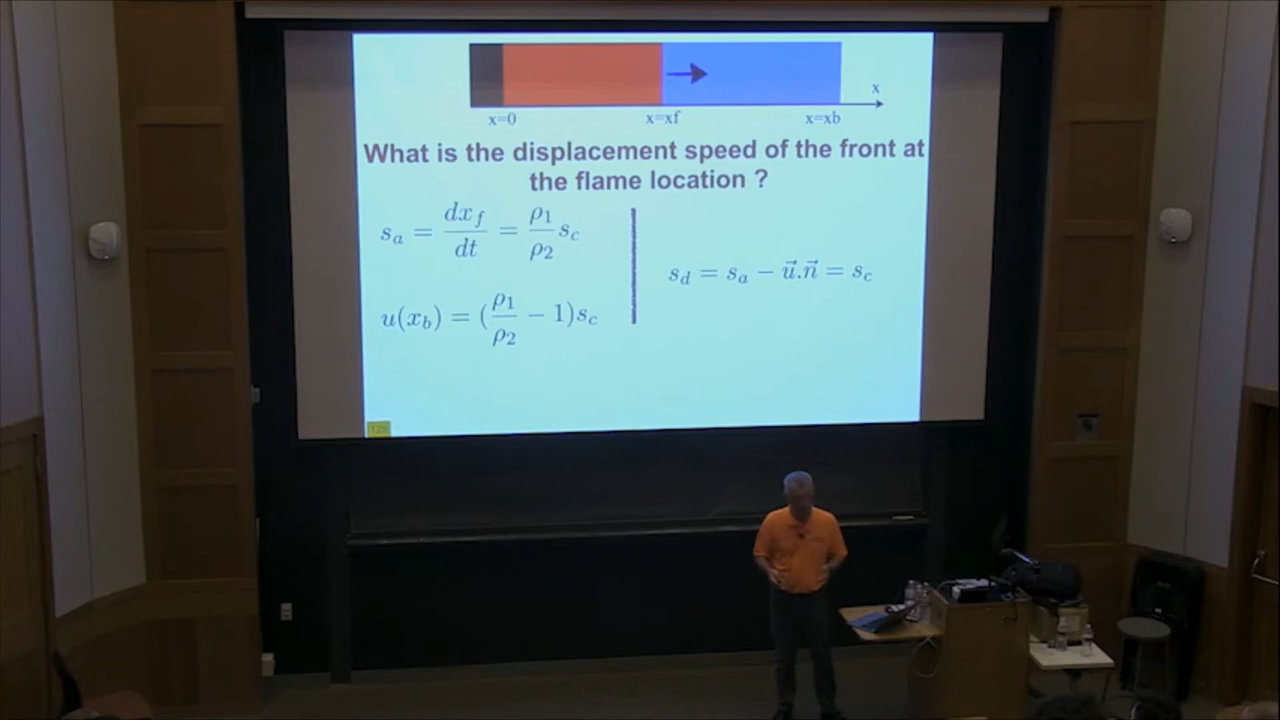 x
x=0 x=xf x=xb
What is the displacement speed of the front at
the flame location ?
s_a = dx_f/dt = ρ₁/ρ₂ s_c
s_d = s_a − u⃗.n⃗ = s_c
u(x_b) = (ρ₁/ρ₂ − 1)s_c